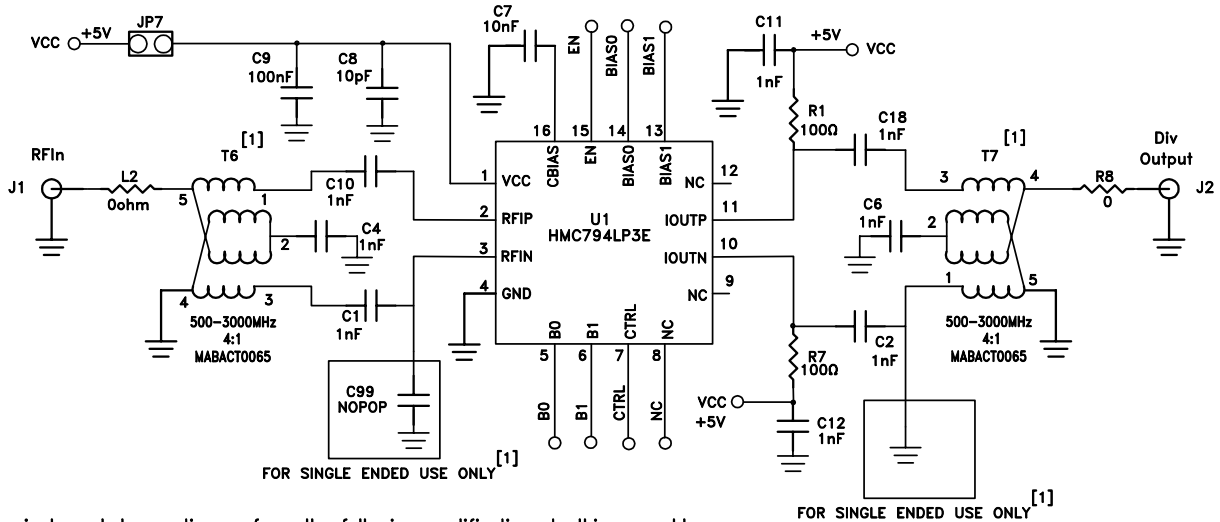 VCC +5V JP7
C9
100nF
C8
10pF
C7
10nF
EN
BIAS0
BIAS1
C11
1nF
+5V VCC
R1
100Ω
C18
1nF
RFIn
J1
L2
0ohm
T6 [1]
5
1
2
4
3
C10
1nF
C4
1nF
C1
1nF
500-3000MHz
4:1
MABACT0065
16 15 14 13
CBIAS
EN
BIAS0
BIAS1
1 VCC
2 RFIP
3 RFIN
4 GND
U1
HMC794LP3E
NC 12
IOUTP 11
IOUTN 10
NC 9
B0
B1
CTRL
NC
5 6 7 8
B0
B1
CTRL
NC
T7 [1]
3
4
2
1
5
C6
1nF
500-3000MHz
4:1
MABACT0065
Div
Output
R8
0
J2
C2
1nF
R7
100Ω
VCC
+5V
C12
1nF
C99
NOPOP
FOR SINGLE ENDED USE ONLY [1]
FOR SINGLE ENDED USE ONLY [1]